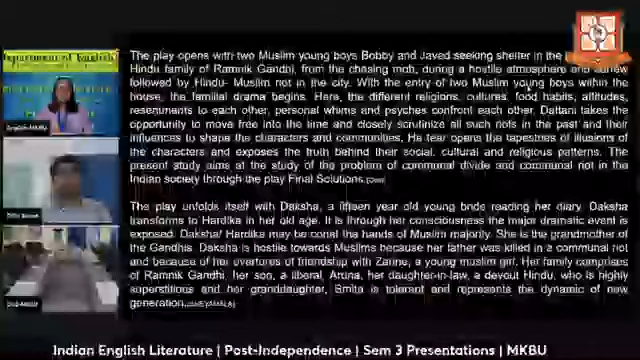 Department of English
The play opens with two Muslim young boys Bobby and Javed seeking shelter in the
Hindu family of Ramnik Gandhi, from the chasing mob, during a hostile atmosphere and
followed by Hindu- Muslim riot in the city. With the entry of two Muslim young boys within the
house, the familial drama begins. Here, the different religions, cultures, food habits, attitudes,
resentments to each other, personal whims and psyches confront each other. Dattani takes the
opportunity to move free into the time and closely scrutinize all such riots in the past and their
influences to shape the characters and communities. He tear opens the tapestries of illusions of
the characters and exposes the truth behind their social, cultural and religious patterns. The
present study aims at the study of the problem of communal divide and communal riot in the
Indian society through the play Final Solutions.
The play unfolds itself with Daksha, a fifteen year old young bride reading her diary. Daksha
transforms to Hardika in her old age. It is through her consciousness the major dramatic event is
exposed. Daksha/ Hardika may be the hands of Muslim majority. She is the grandmother of
the Gandhis. Daksha is hostile towards Muslims because her father was killed in a communal riot
and because of her overtures of friendship with Zarine, a young muslim girl. Her family comprises
of Ramnik Gandhi, her son, a liberal, Aruna, her daughter-in-law, a devout Hindu, who is highly
superstitious and her granddaughter, Smita is tolerant and represents the dynamic of new
generation.
English MKBU
Indian English Literature | Post-Independence | Sem 3 Presentations | MKBU